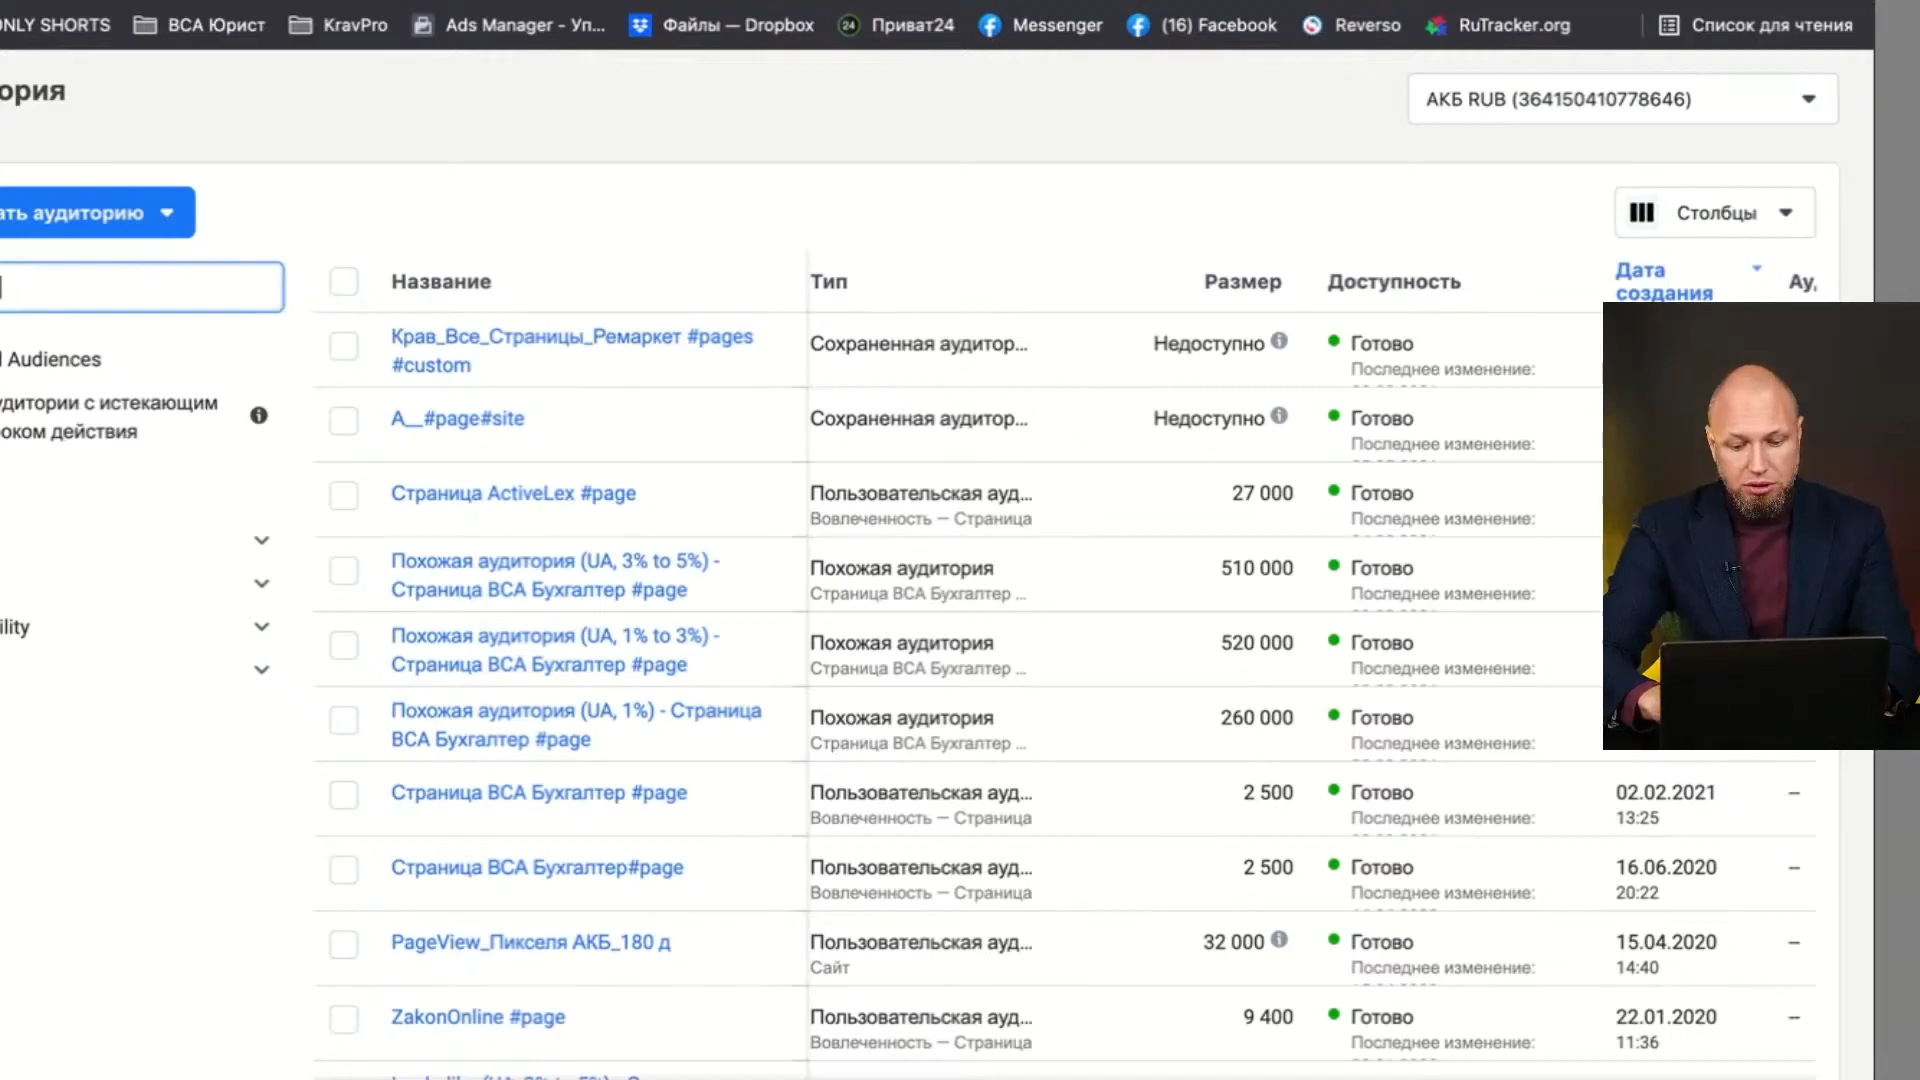 NLY SHORTS
ВСА Юрист
KravPro
Ads Manager - Уп...
Файлы — Dropbox
24
Приват24
Messenger
(16) Facebook
Reverso
RuTracker.org
Список для чтения
ория
АКБ RUB (364150410778646)
ать аудиторию
Столбцы
Название
Тип
Размер
Доступность
Дата
создания
Ау,
Audiences
удитории с истекающим
оком действия
ility
Крав_Все_Страницы_Ремаркет #pages
#custom
Сохраненная аудитор...
Недоступно
Готово
Последнее изменение:
A__#page#site
Сохраненная аудитор...
Недоступно
Готово
Последнее изменение:
Страница ActiveLex #page
Пользовательская ауд...
Вовлеченность — Страница
27 000
Готово
Последнее изменение:
Похожая аудитория (UA, 3% to 5%) -
Страница ВСА Бухгалтер #page
Похожая аудитория
Страница ВСА Бухгалтер ...
510 000
Готово
Последнее изменение:
Похожая аудитория (UA, 1% to 3%) -
Страница ВСА Бухгалтер #page
Похожая аудитория
Страница ВСА Бухгалтер ...
520 000
Готово
Последнее изменение:
Похожая аудитория (UA, 1%) - Страница
ВСА Бухгалтер #page
Похожая аудитория
Страница ВСА Бухгалтер ...
260 000
Готово
Последнее изменение:
Страница ВСА Бухгалтер #page
Пользовательская ауд...
Вовлеченность — Страница
2 500
Готово
Последнее изменение:
02.02.2021
13:25
–
Страница ВСА Бухгалтер#page
Пользовательская ауд...
Вовлеченность — Страница
2 500
Готово
Последнее изменение:
16.06.2020
20:22
–
PageView_Пикселя АКБ_180 д
Пользовательская ауд...
Сайт
32 000
Готово
Последнее изменение:
15.04.2020
14:40
–
ZakonOnline #page
Пользовательская ауд...
Вовлеченность — Страница
9 400
Готово
Последнее изменение:
22.01.2020
11:36
–